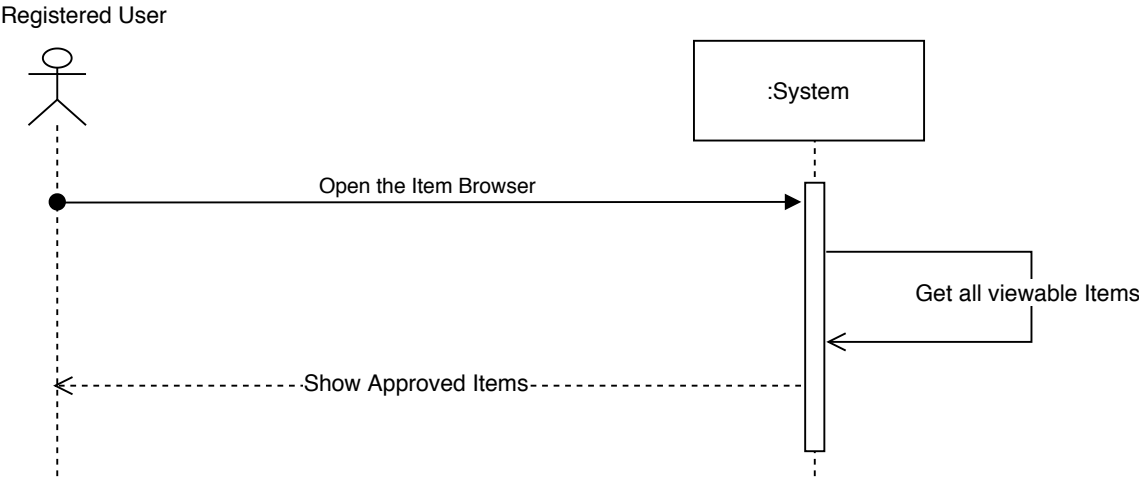 Registered User
:System
Open the Item Browser
Get all viewable Items
Show Approved Items